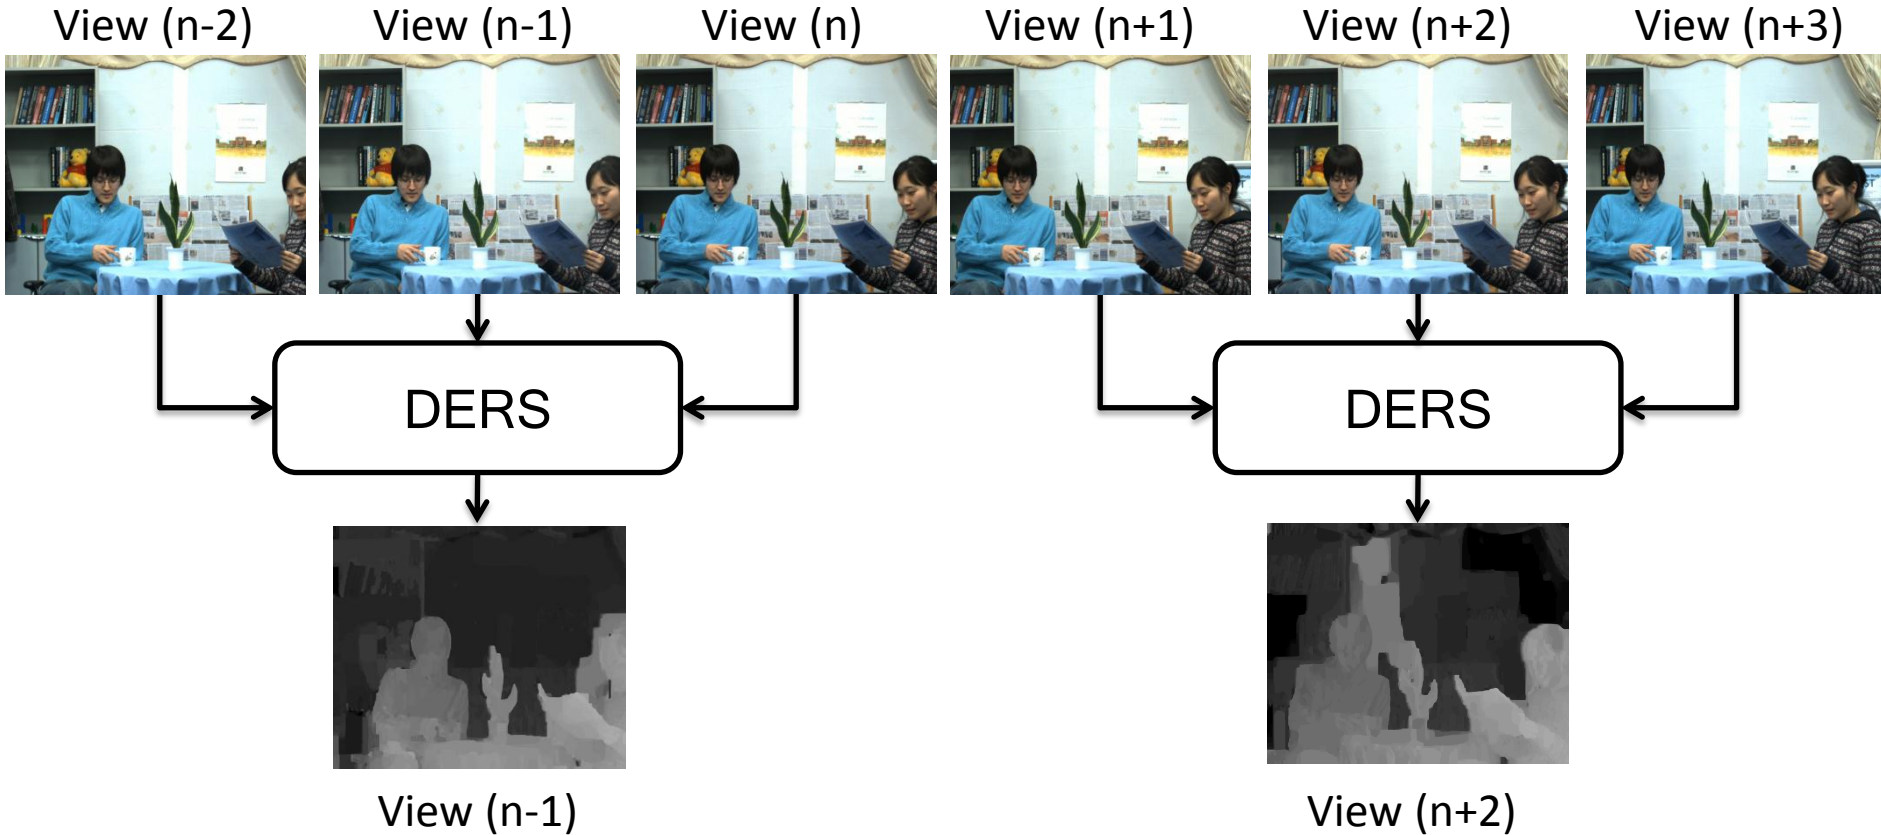 View (n-2)
View (n-1)
View (n)
View (n+1)
View (n+2)
View (n+3)
DERS
DERS
View (n-1)
View (n+2)